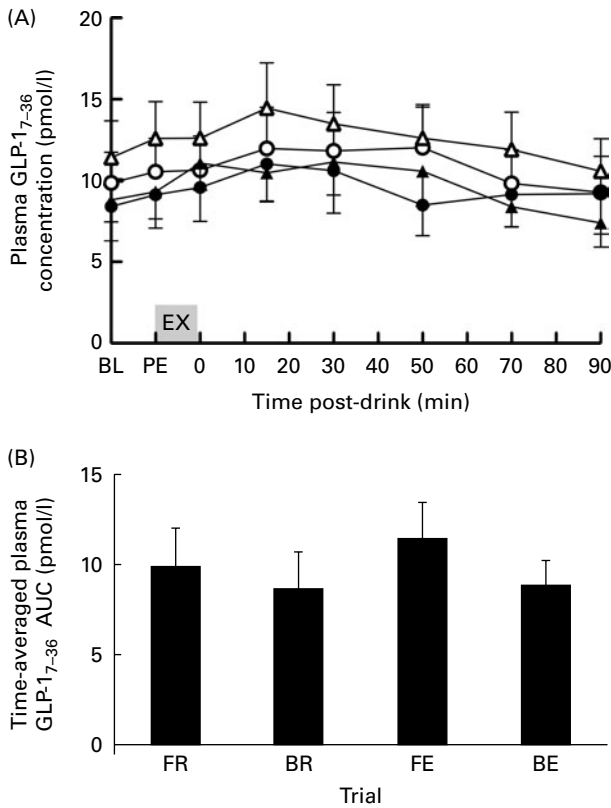 (A)
Plasma GLP-1₇₋₃₆
concentration (pmol/l)
20
15
10
5
0
EX
BL PE 0 10 20 30 40 50 60 70 80 90
Time post-drink (min)
(B)
Time-averaged plasma
GLP-1₇₋₃₆ AUC (pmol/l)
15
10
5
0
FR BR FE BE
Trial